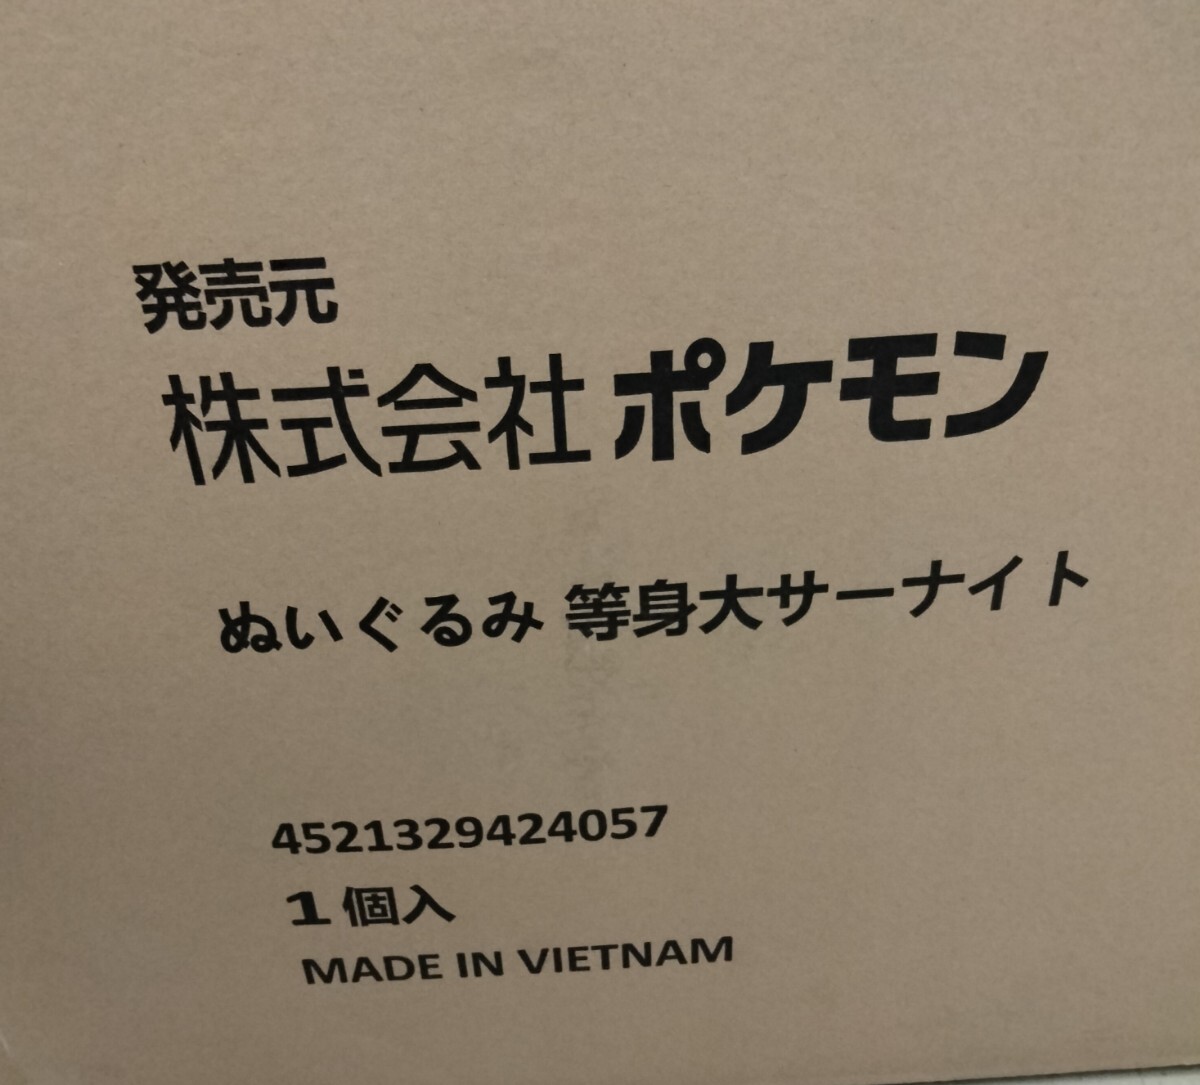 発売元
株式会社ポケモン
ぬいぐるみ 等身大サーナイト
4521329424057
1個入
MADE IN VIETNAM